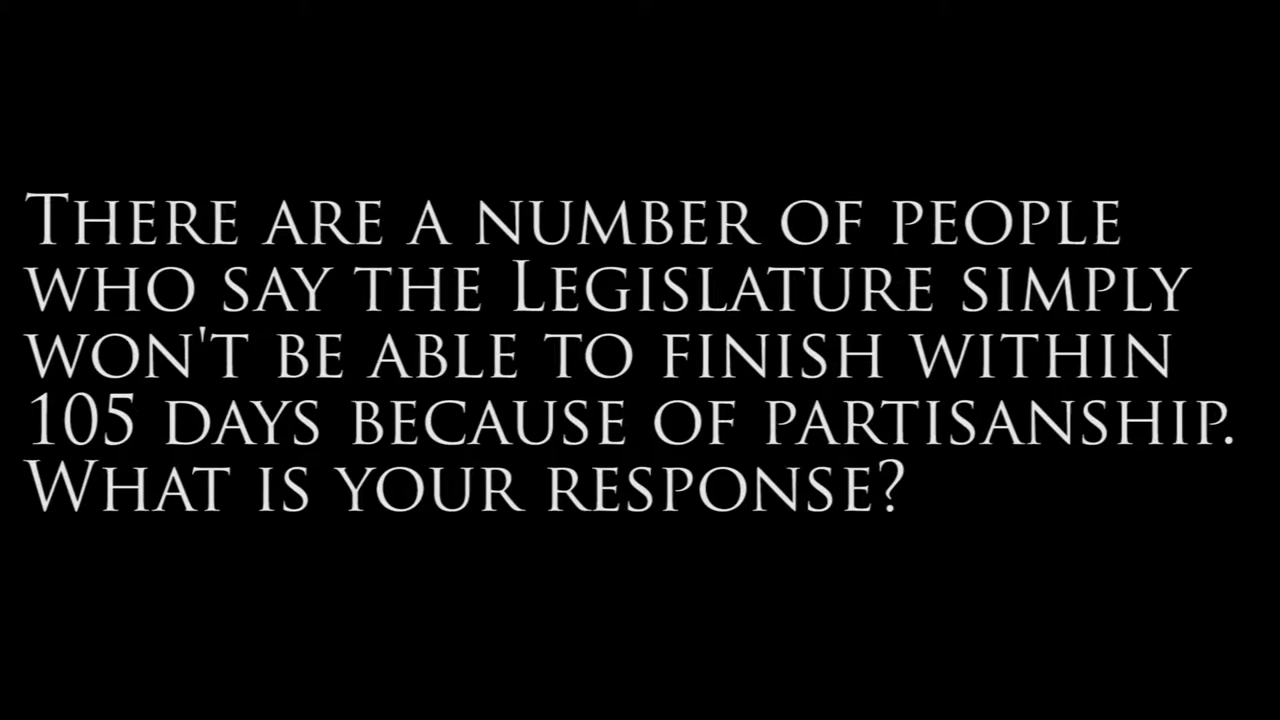 There are a number of people
who say the Legislature simply
won't be able to finish within
105 days because of partisanship.
What is your response?